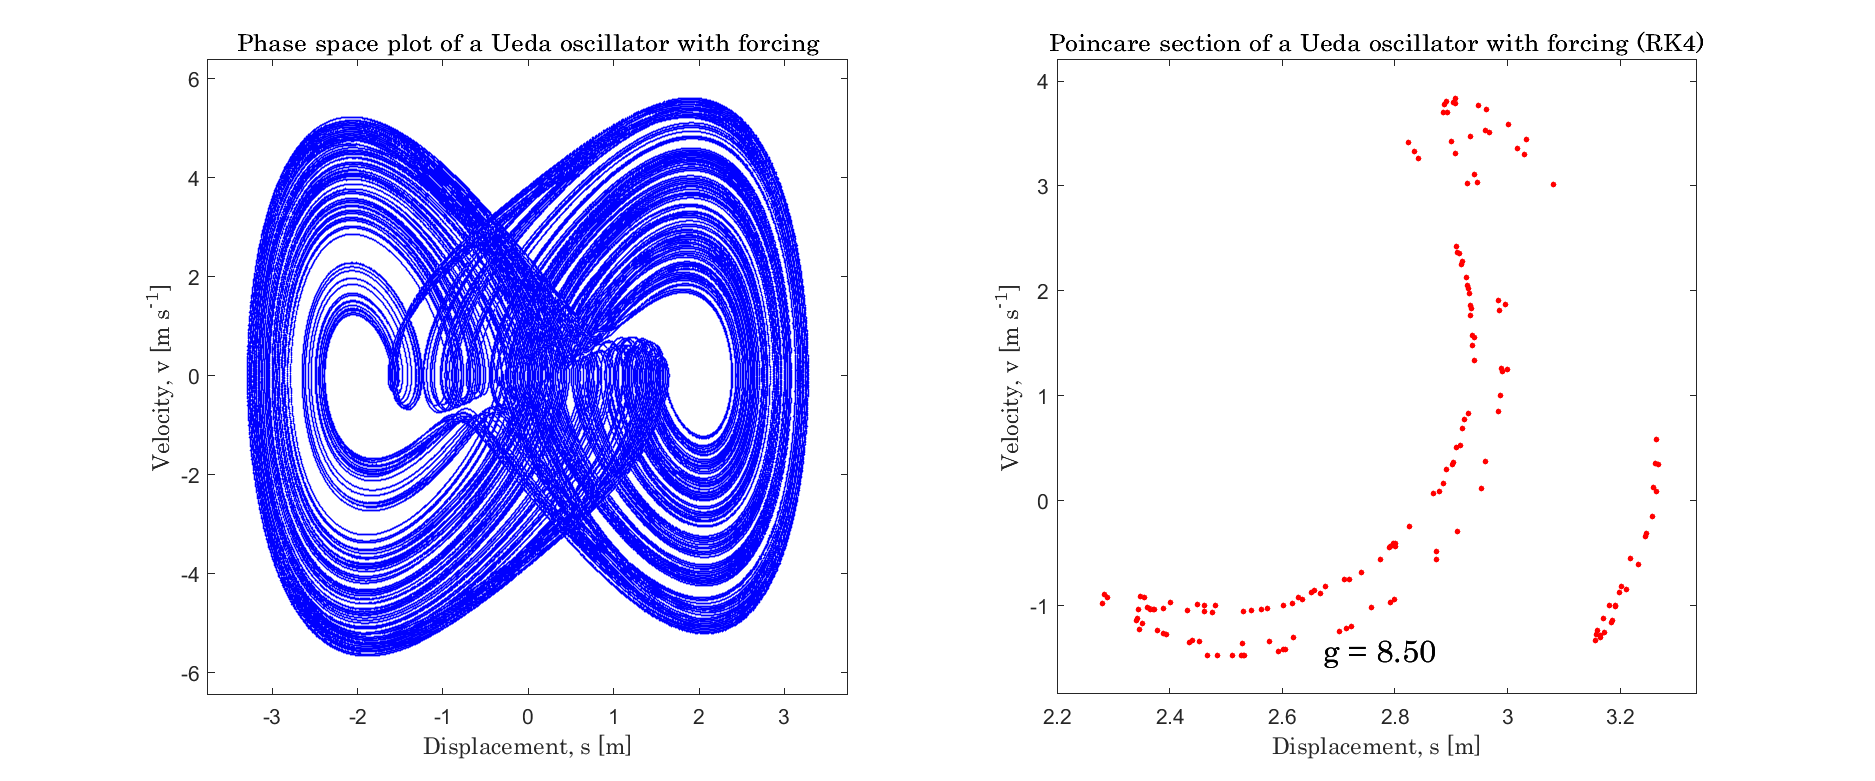 Phase space plot of a Ueda oscillator with forcing
6
4
2
0
-2
-4
-6
Velocity, v [m s⁻¹]
-3 -2 -1 0 1 2 3
Displacement, s [m]
Poincare section of a Ueda oscillator with forcing (RK4)
4
3
2
1
0
-1
Velocity, v [m s⁻¹]
g = 8.50
2.2 2.4 2.6 2.8 3 3.2
Displacement, s [m]